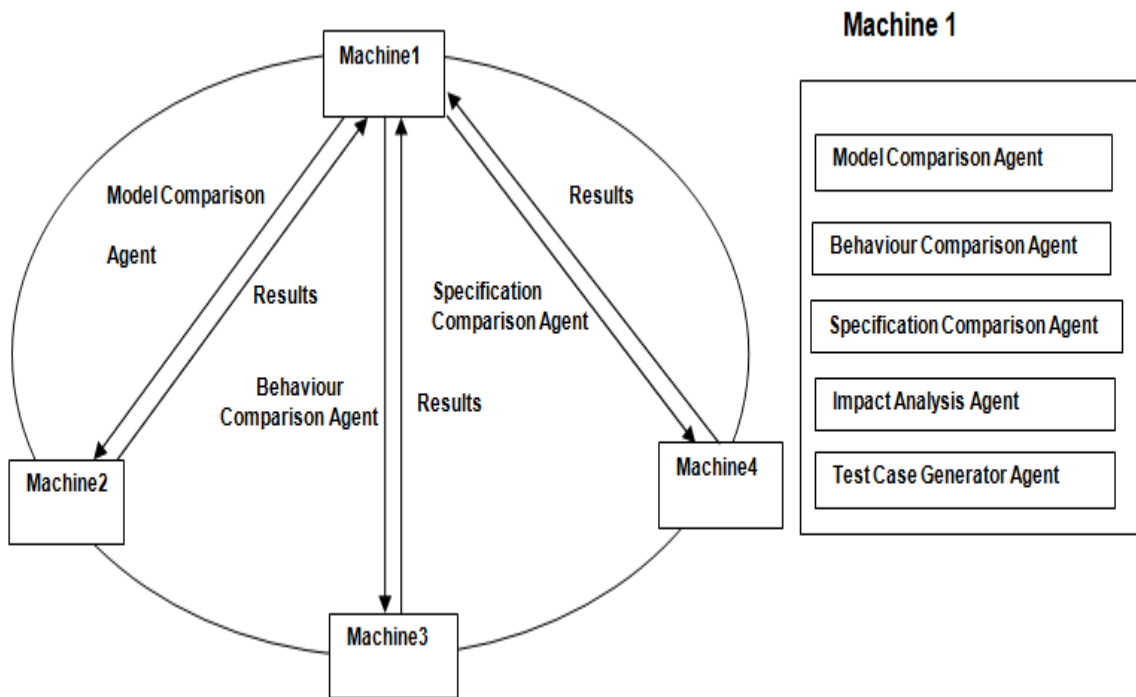 Machine 1
Machine1
Model Comparison
Agent
Results
Results
Specification
Comparison Agent
Behaviour
Comparison Agent
Results
Machine2
Machine4
Machine3
Model Comparison Agent
Behaviour Comparison Agent
Specification Comparison Agent
Impact Analysis Agent
Test Case Generator Agent